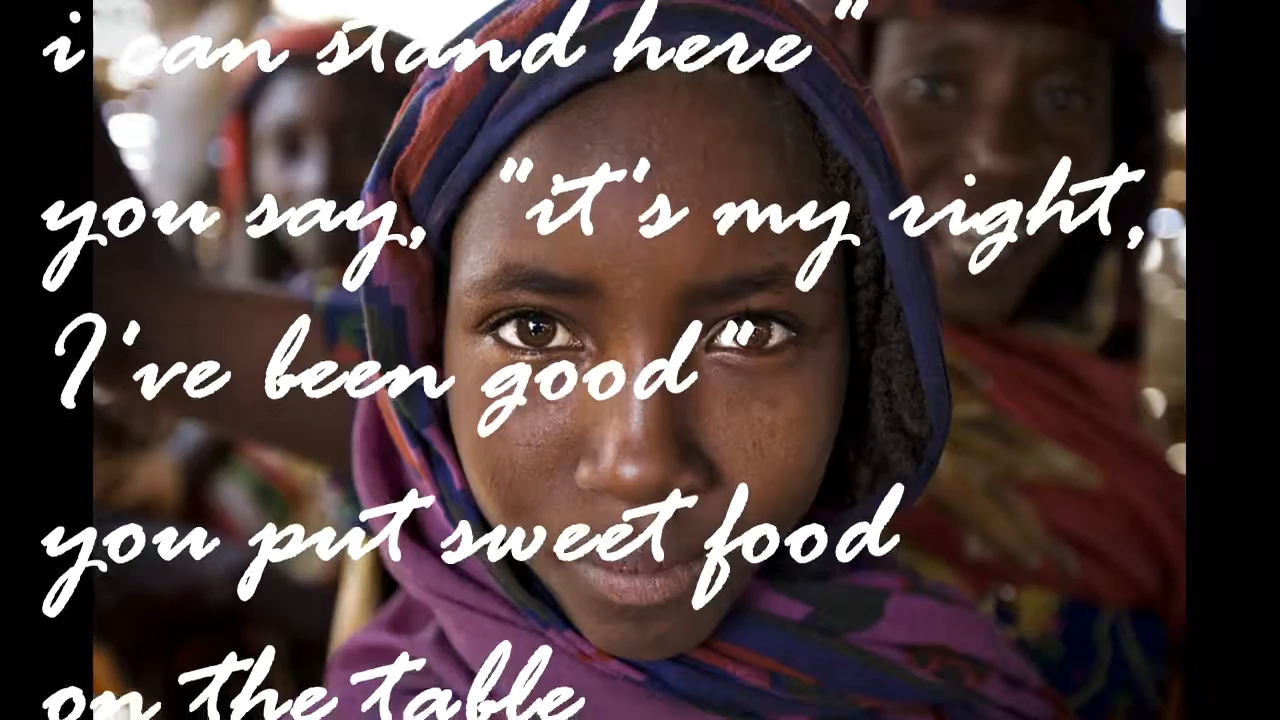 i can stand here"
you say, "it's my right,
I've been good"
you put sweet food
on the table